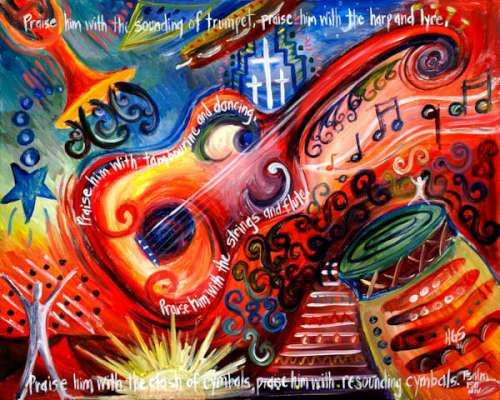 Praise him with the sounding of trumpet, praise him with the harp and lyre,
Praise him with tambourine and dancing,
Praise him with the strings and flute
Praise him with the clash of cymbals, praise him with resounding cymbals.
Psalm
150